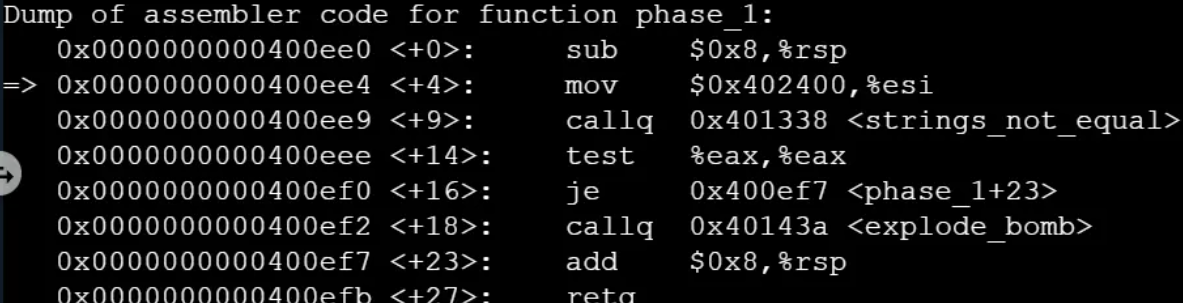 Dump of assembler code for function phase_1:
0x0000000000400ee0 <+0>: sub $0x8,%rsp
=> 0x0000000000400ee4 <+4>: mov $0x402400,%esi
0x0000000000400ee9 <+9>: callq 0x401338 <strings_not_equal>
0x0000000000400eee <+14>: test %eax,%eax
0x0000000000400ef0 <+16>: je 0x400ef7 <phase_1+23>
0x0000000000400ef2 <+18>: callq 0x40143a <explode_bomb>
0x0000000000400ef7 <+23>: add $0x8,%rsp
0x0000000000400efb <+27>: retq